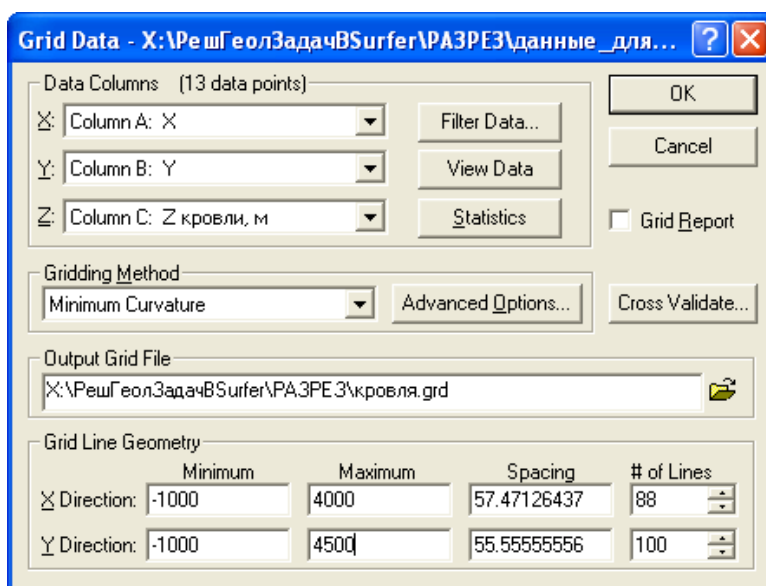 Grid Data - X:\РешГеолЗадачВSurfer\РАЗРЕЗ\данные_для...
Data Columns (13 data points)
X: Column A: X
Filter Data...
OK
Y: Column B: Y
View Data
Cancel
Z: Column C: Z кровли, м
Statistics
Grid Report
Gridding Method
Minimum Curvature
Advanced Options...
Cross Validate...
Output Grid File
X:\РешГеолЗадачВSurfer\РАЗРЕЗ\кровля.grd
Grid Line Geometry
Minimum Maximum Spacing # of Lines
X Direction: -1000 4000 57.47126437 88
Y Direction: -1000 4500 55.55555556 100